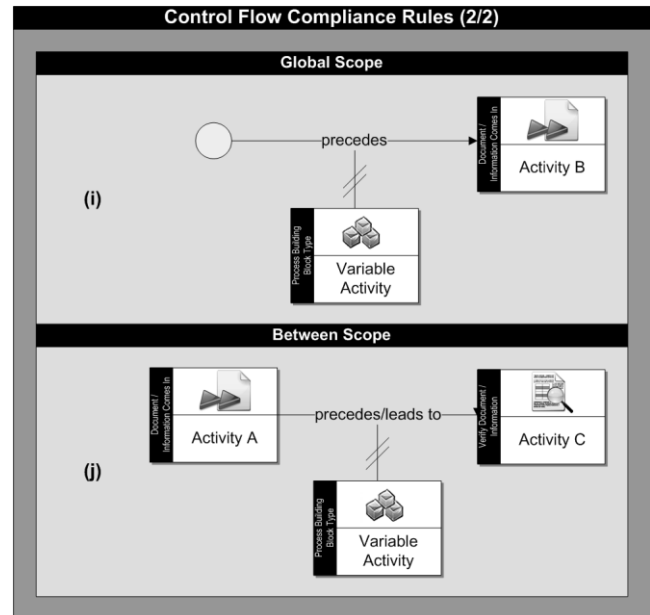 Control Flow Compliance Rules (2/2)
Global Scope
precedes
Document /
Information Comes In
Activity B
(i)
Process Building
Block Type
Variable
Activity
Between Scope
Document /
Information Comes In
Activity A
precedes/leads to
Verify Document /
Information
Activity C
(j)
Process Building
Block Type
Variable
Activity